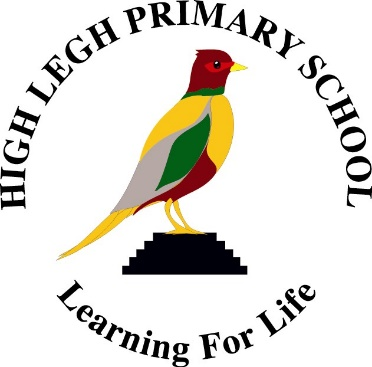 HIGH LEGH PRIMARY SCHOOL
Learning For Life